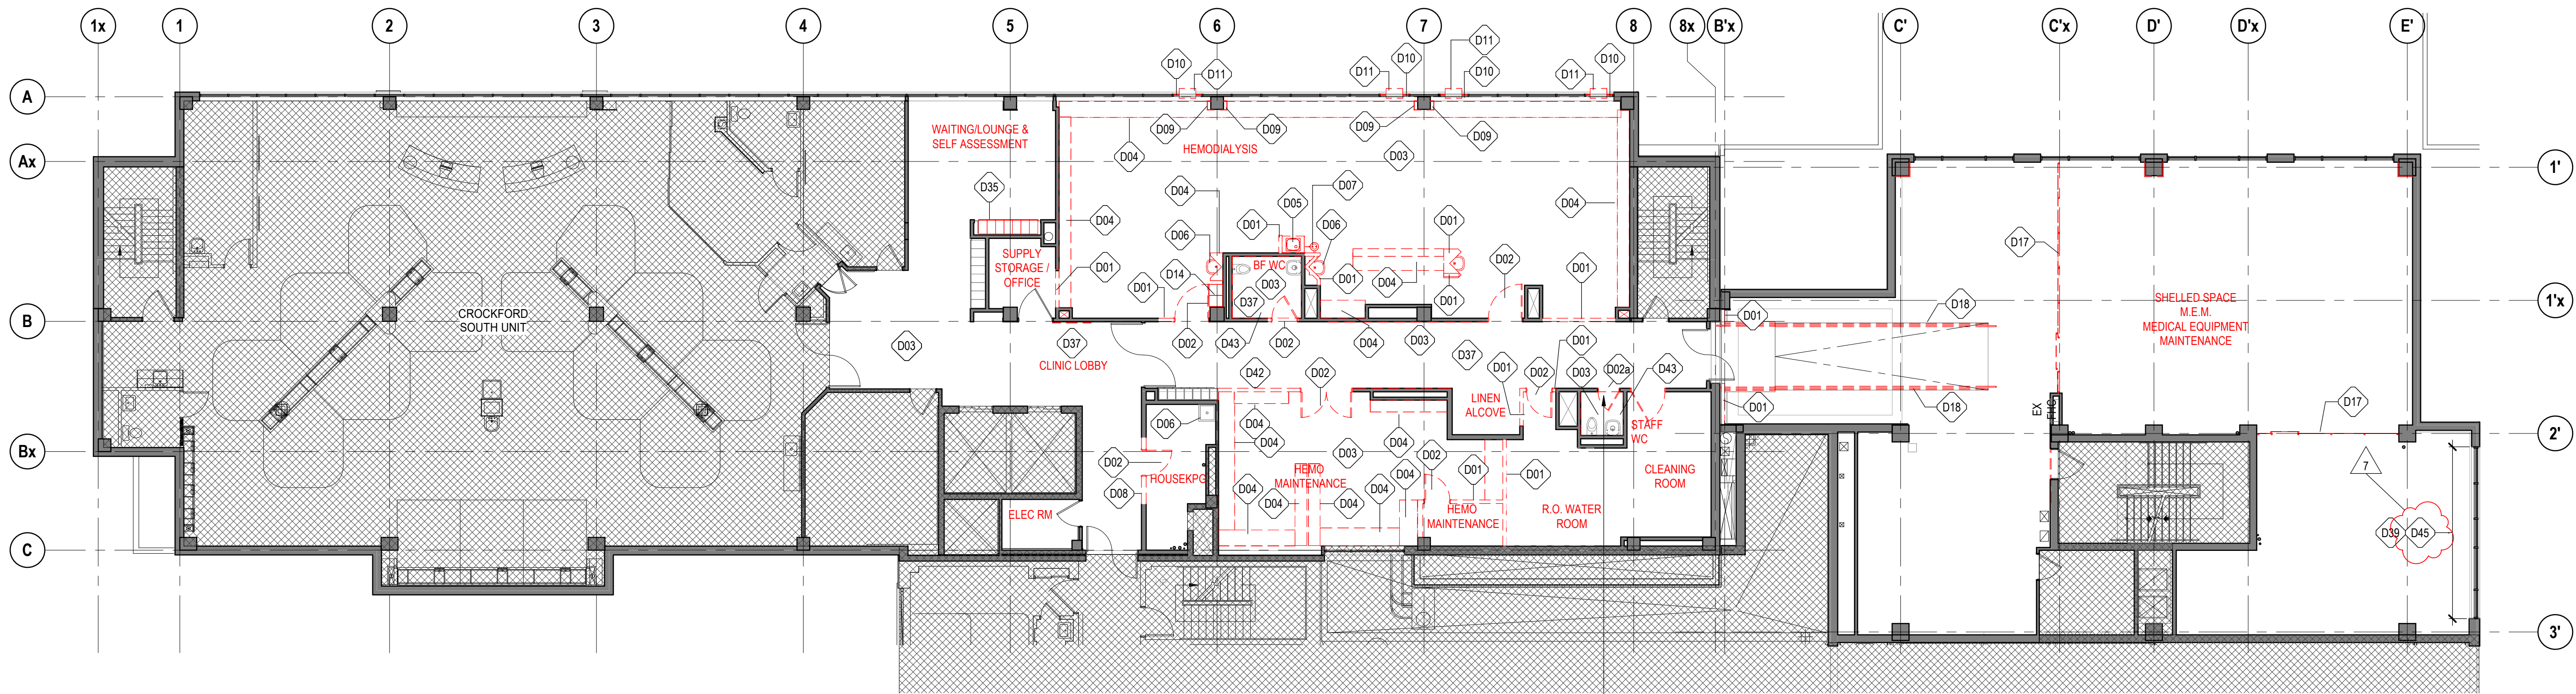 1x
1
2
3
4
5
6
7
8
8x
B'x
C'
C'x
D'
D'x
E'
D10
D11
D11
D10
D11
D10
D11
D10
A
WAITING/LOUNGE &
SELF ASSESSMENT
D09
D09
D09
D09
HEMODIALYSIS
D04
D03
Ax
1'
D35
D04
D07
D04
D04
D05
D01
D01
D06
D06
D17
SUPPLY
STORAGE /
OFFICE
D01
D14
BF WC
D03
D01
D04
D02
D01
D01
D37
D01
SHELLED SPACE
M.E.M.
MEDICAL EQUIPMENT
MAINTENANCE
1'x
CROCKFORD
SOUTH UNIT
B
D18
D01
D03
D37
D02
D43
D02
D04
D03
D01
CLINIC LOBBY
D37
D42
D02
D01
D02
D03
D02a
D43
LINEN
ALCOVE
D18
D01
EX
FHC
D17
D06
D04
D04
D04
STAFF
WC
2'
Bx
D02
HOUSEKPG
D03
D02
D01
D01
CLEANING
ROOM
HEMO
MAINTENANCE
7
D08
D04
D04
D04
D04
ELEC RM
HEMO
MAINTENANCE
R.O. WATER
ROOM
D39
D45
C
3'